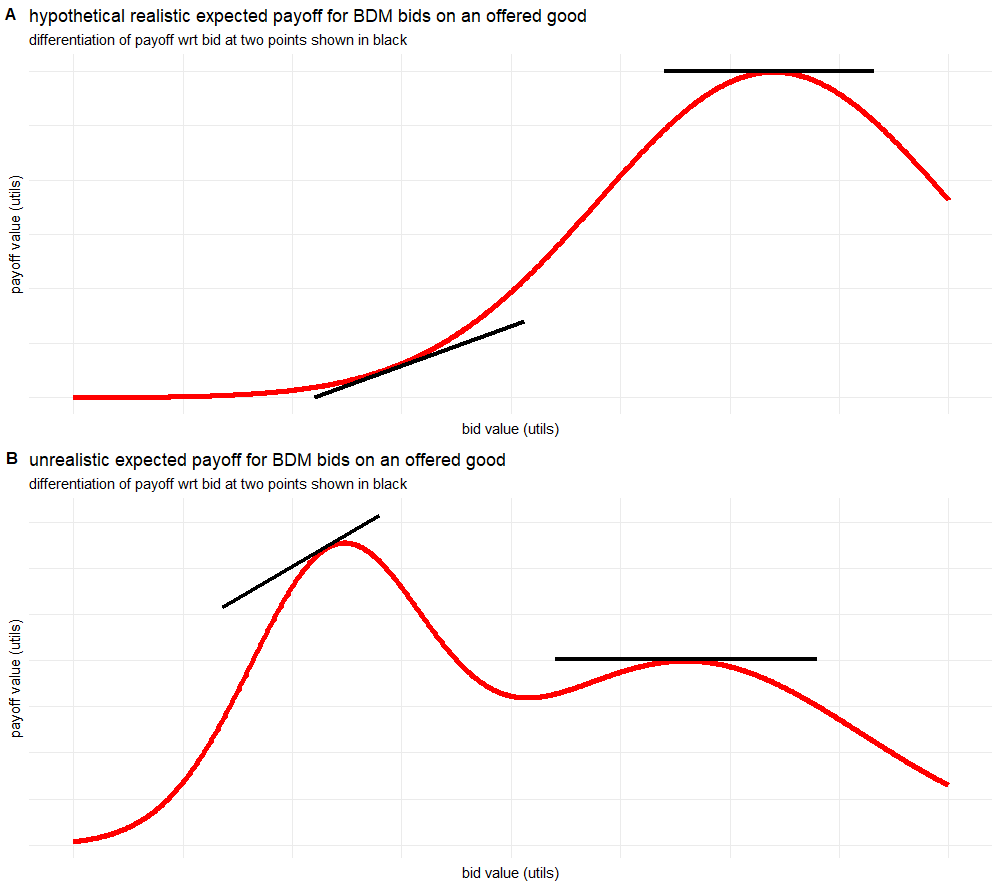 A hypothetical realistic expected payoff for BDM bids on an offered good
differentiation of payoff wrt bid at two points shown in black
payoff value (utils)
bid value (utils)
B unrealistic expected payoff for BDM bids on an offered good
differentiation of payoff wrt bid at two points shown in black
payoff value (utils)
bid value (utils)